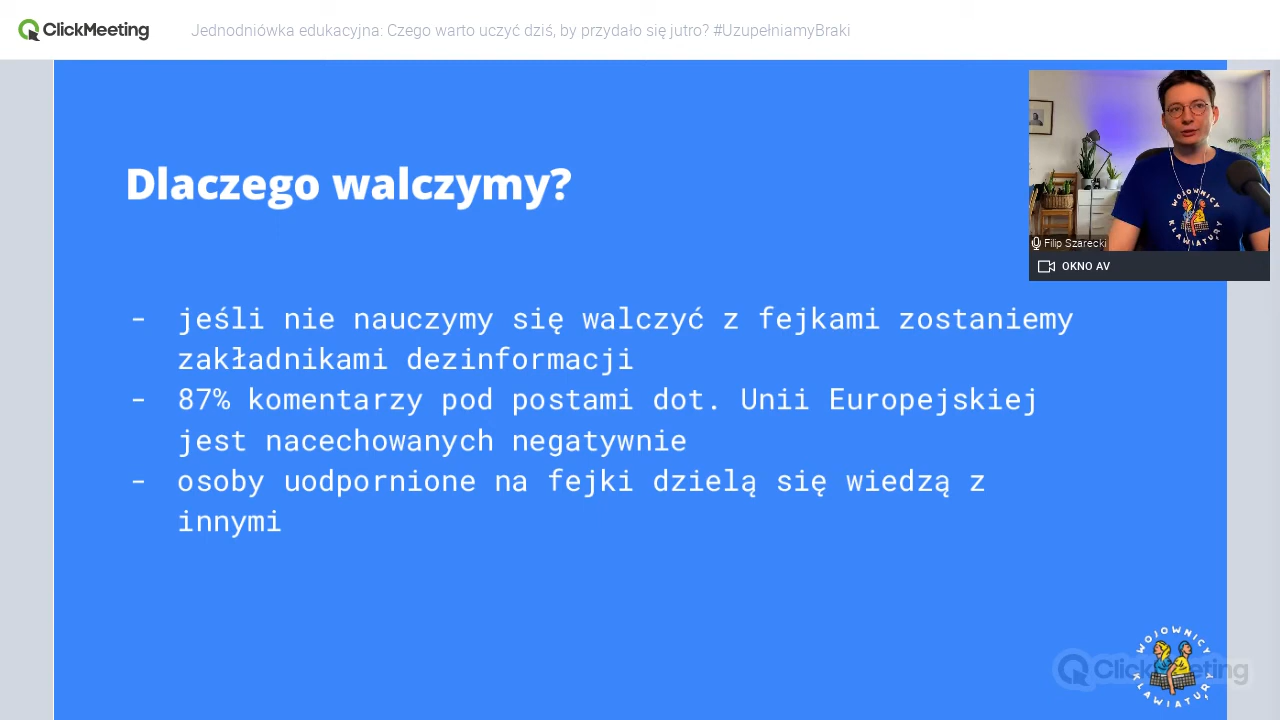 ClickMeeting
Jednodniówka edukacyjna: Czego warto uczyć dziś, by przydało się jutro? #UzupełniamyBraki
Dlaczego walczymy?
WOJOWNICY
KLAWIATURY
Filip Szarecki
OKNO AV
- jeśli nie nauczymy się walczyć z fejkami zostaniemy
zakładnikami dezinformacji
- 87% komentarzy pod postami dot. Unii Europejskiej
jest nacechowanych negatywnie
- osoby uodpornione na fejki dzielą się wiedzą z
innymi
ClickMeeting
WOJOWNICY
KLAWIATURY